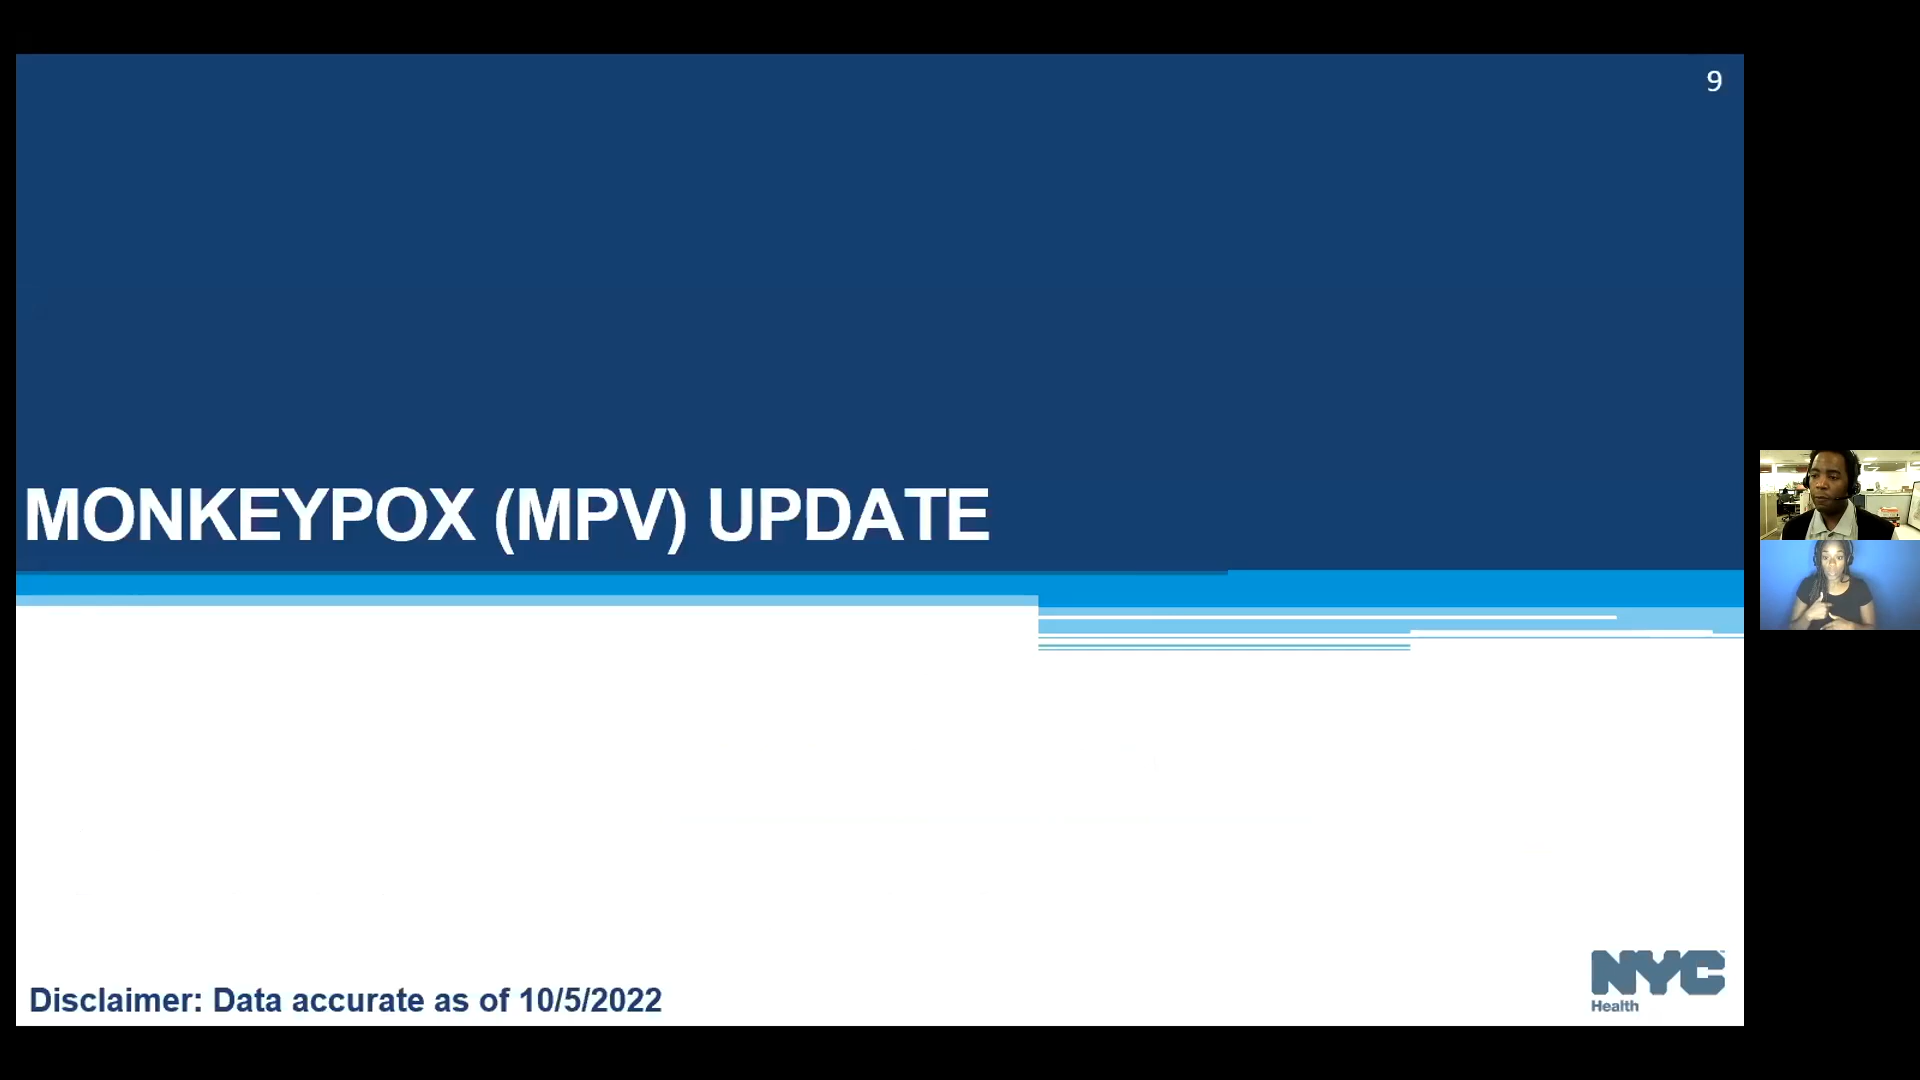 9
MONKEYPOX (MPV) UPDATE
Disclaimer: Data accurate as of 10/5/2022
NYC
Health